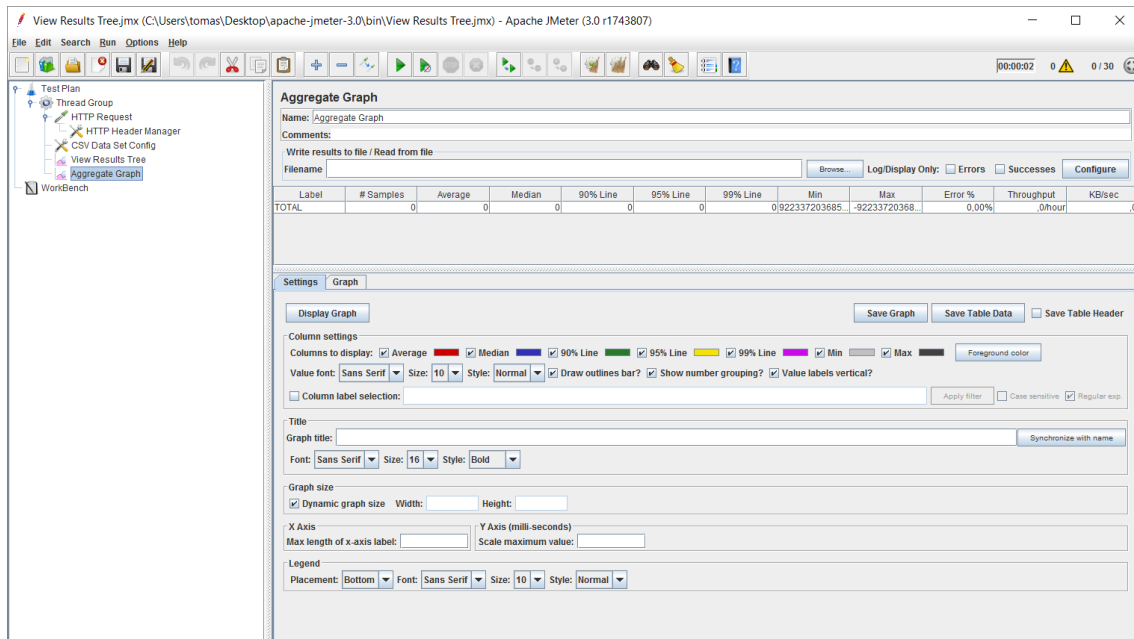 View Results Tree.jmx (C:\Users\tomas\Desktop\apache-jmeter-3.0\bin\View Results Tree.jmx) - Apache JMeter (3.0 r1743807)
File Edit Search Run Options Help
00:00:02 0 0 / 30
Test Plan
Thread Group
HTTP Request
HTTP Header Manager
CSV Data Set Config
View Results Tree
Aggregate Graph
WorkBench
Aggregate Graph
Name: Aggregate Graph
Comments:
Write results to file / Read from file
Filename Browse... Log/Display Only: Errors Successes Configure
Label # Samples Average Median 90% Line 95% Line 99% Line Min Max Error % Throughput KB/sec
TOTAL 0 0 0 0 0 0 922337203685... -92233720368... 0,00% ,0/hour ,0
Settings Graph
Display Graph Save Graph Save Table Data Save Table Header
Column settings
Columns to display: Average Median 90% Line 95% Line 99% Line Min Max Foreground color
Value font: Sans Serif Size: 10 Style: Normal Draw outlines bar? Show number grouping? Value labels vertical?
Column label selection: Apply filter Case sensitive Regular exp.
Title
Graph title: Synchronize with name
Font: Sans Serif Size: 16 Style: Bold
Graph size
Dynamic graph size Width: Height:
X Axis Y Axis (milli-seconds)
Max length of x-axis label: Scale maximum value:
Legend
Placement: Bottom Font: Sans Serif Size: 10 Style: Normal